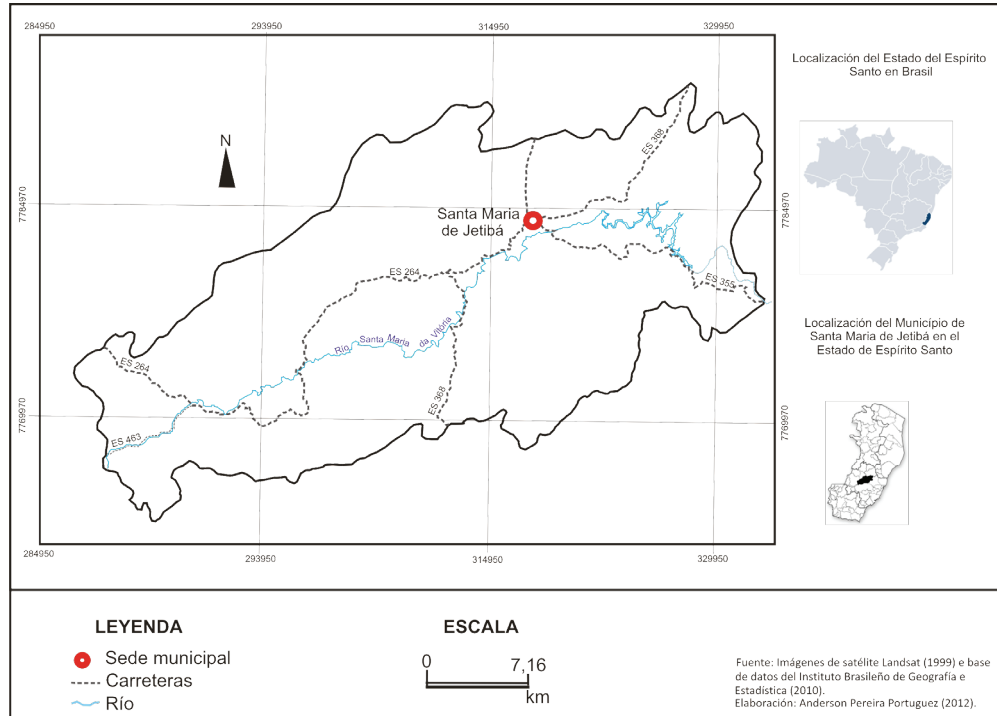 284950
293950
314950
329950
Localización del Estado del Espírito
Santo en Brasil
N
ES 368
7784970
7784970
Santa Maria
de Jetibá
ES 264
ES 355
Río Santa Maria da Vitória
Localización del Município de
Santa Maria de Jetibá en el
Estado de Espírito Santo
ES 264
ES 368
7769970
7769970
ES 463
284950
293950
314950
329950
LEYENDA
Sede municipal
Carreteras
Río
ESCALA
0 7,16
km
Fuente: Imágenes de satélite Landsat (1999) e base
de datos del Instituto Brasileño de Geografía e
Estadística (2010).
Elaboración: Anderson Pereira Portuguez (2012).